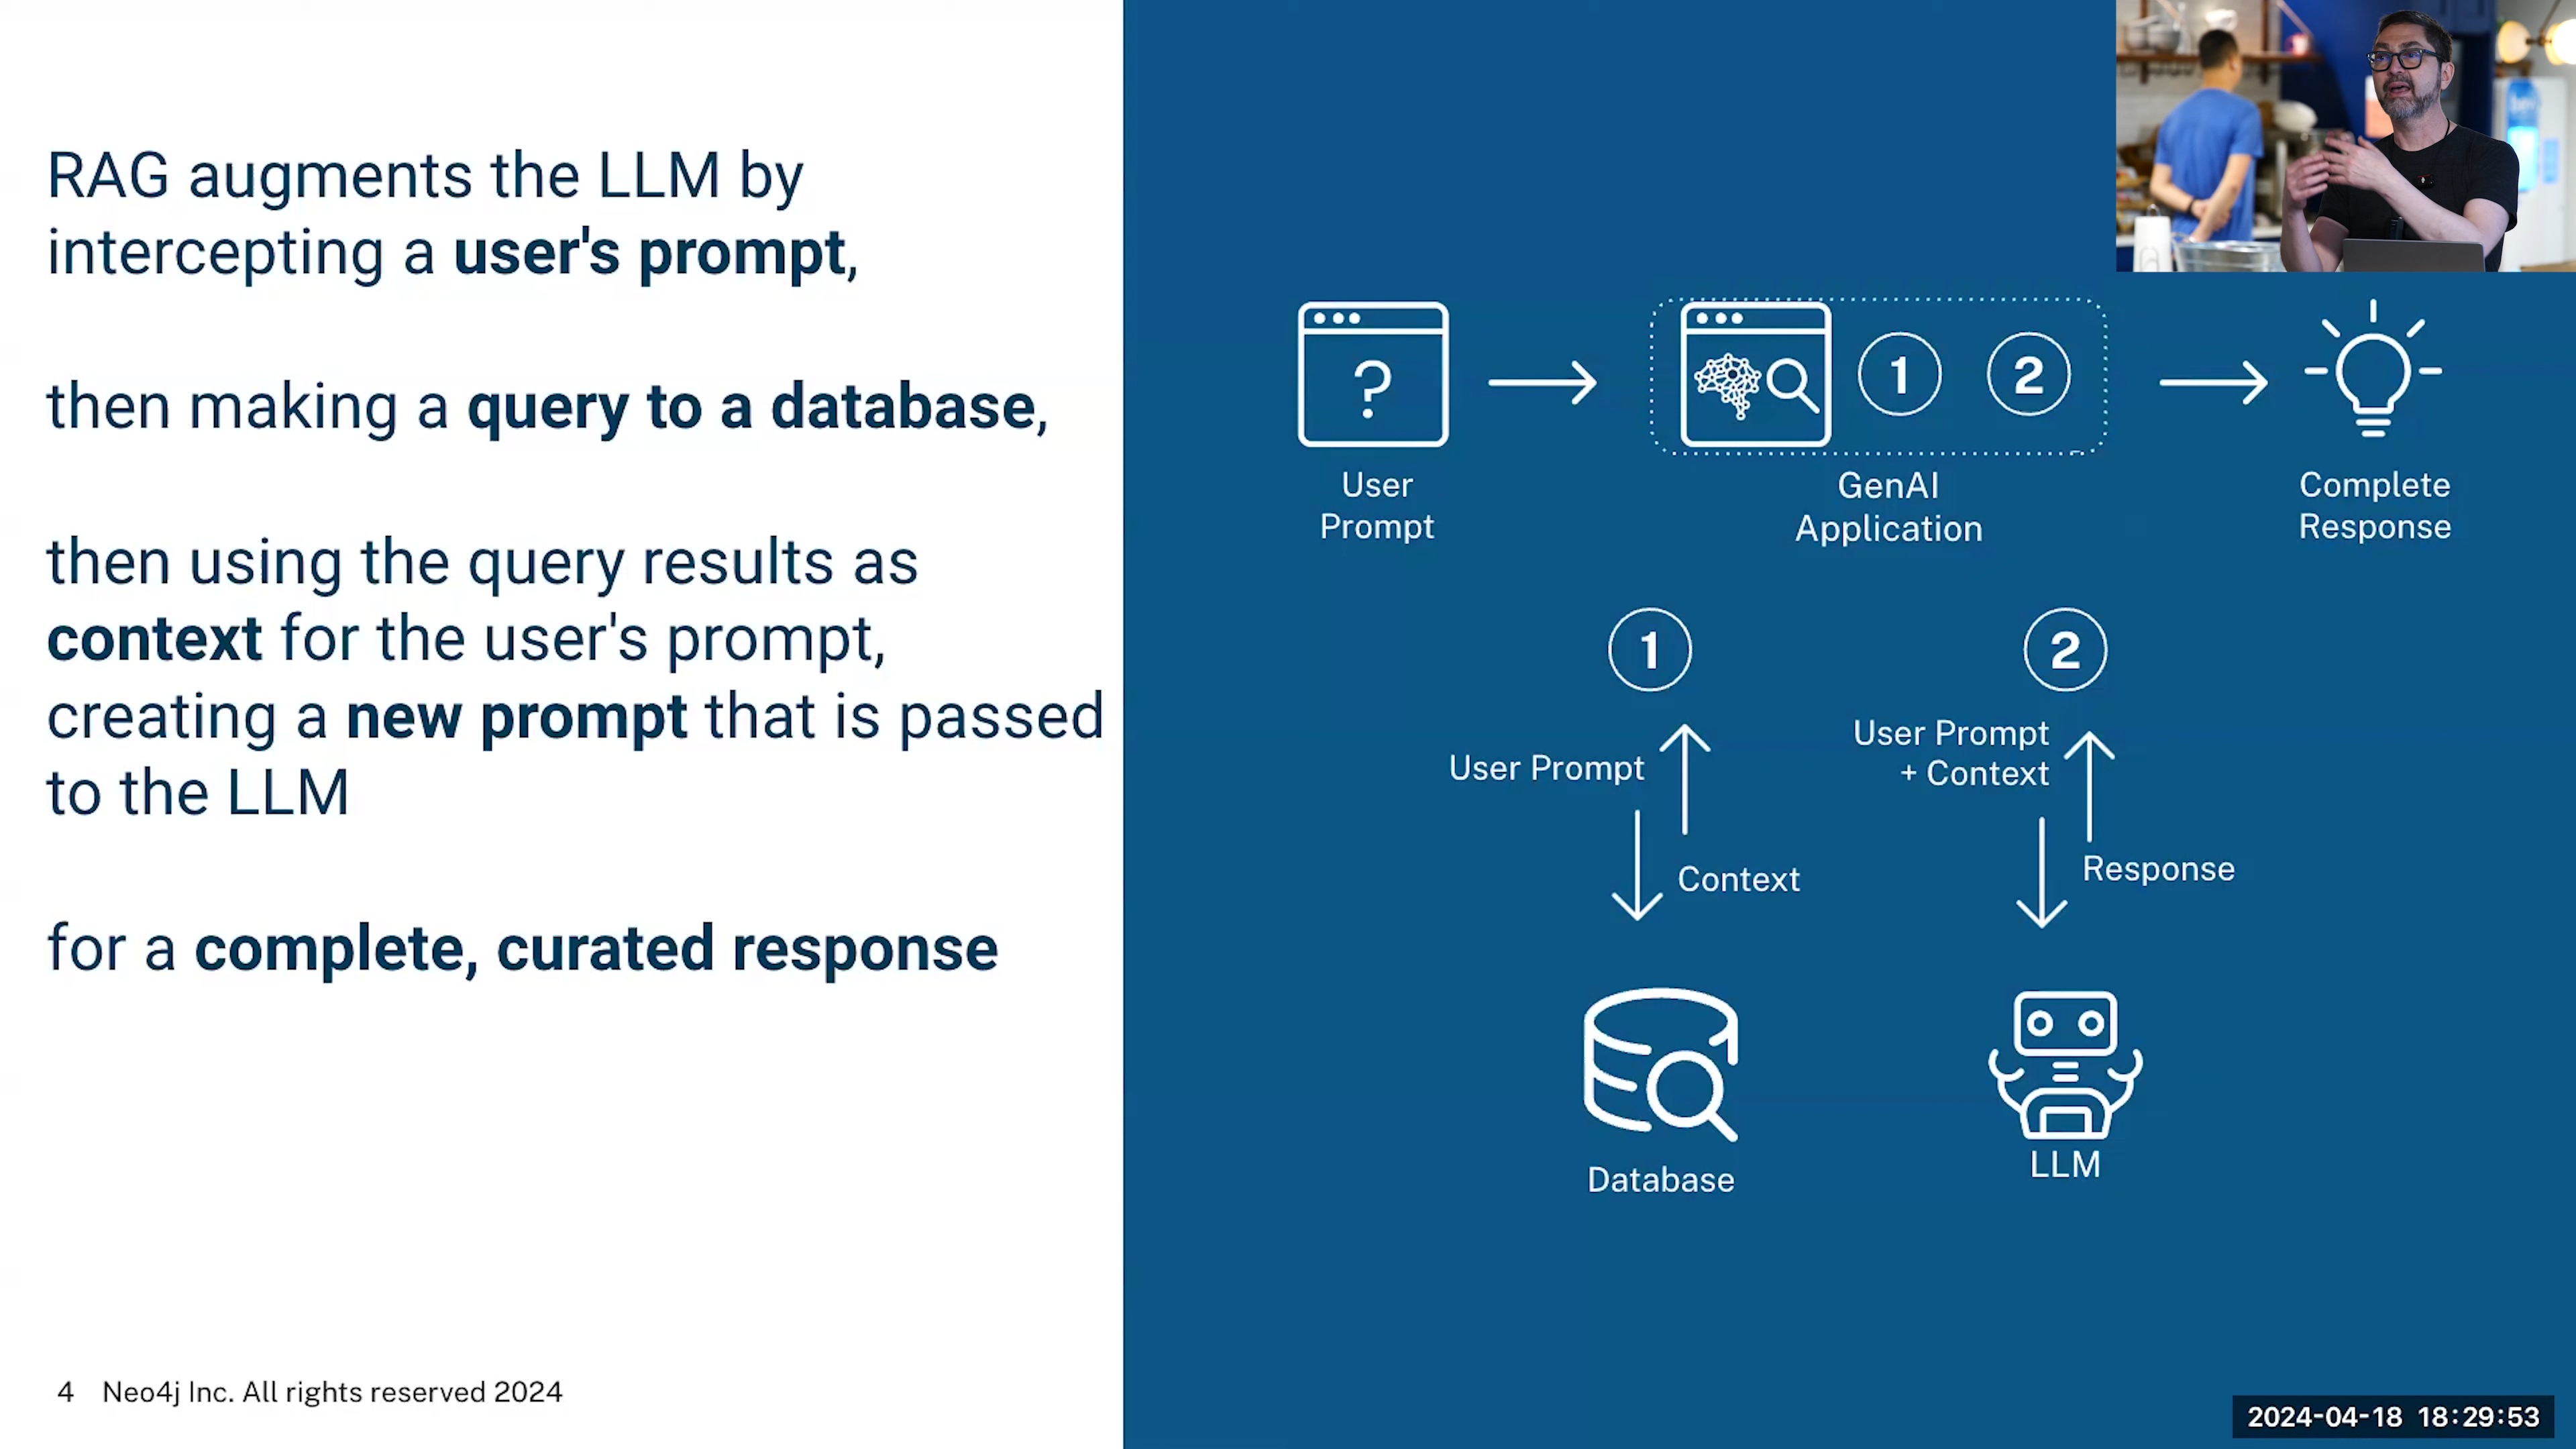 RAG augments the LLM by
intercepting a user's prompt,
then making a query to a database,
then using the query results as
context for the user's prompt,
creating a new prompt that is passed
to the LLM
for a complete, curated response
?
1
2
User
Prompt
GenAI
Application
Complete
Response
1
2
User Prompt
Context
User Prompt
+ Context
Response
Database
LLM
4 Neo4j Inc. All rights reserved 2024
2024-04-18 18:29:53